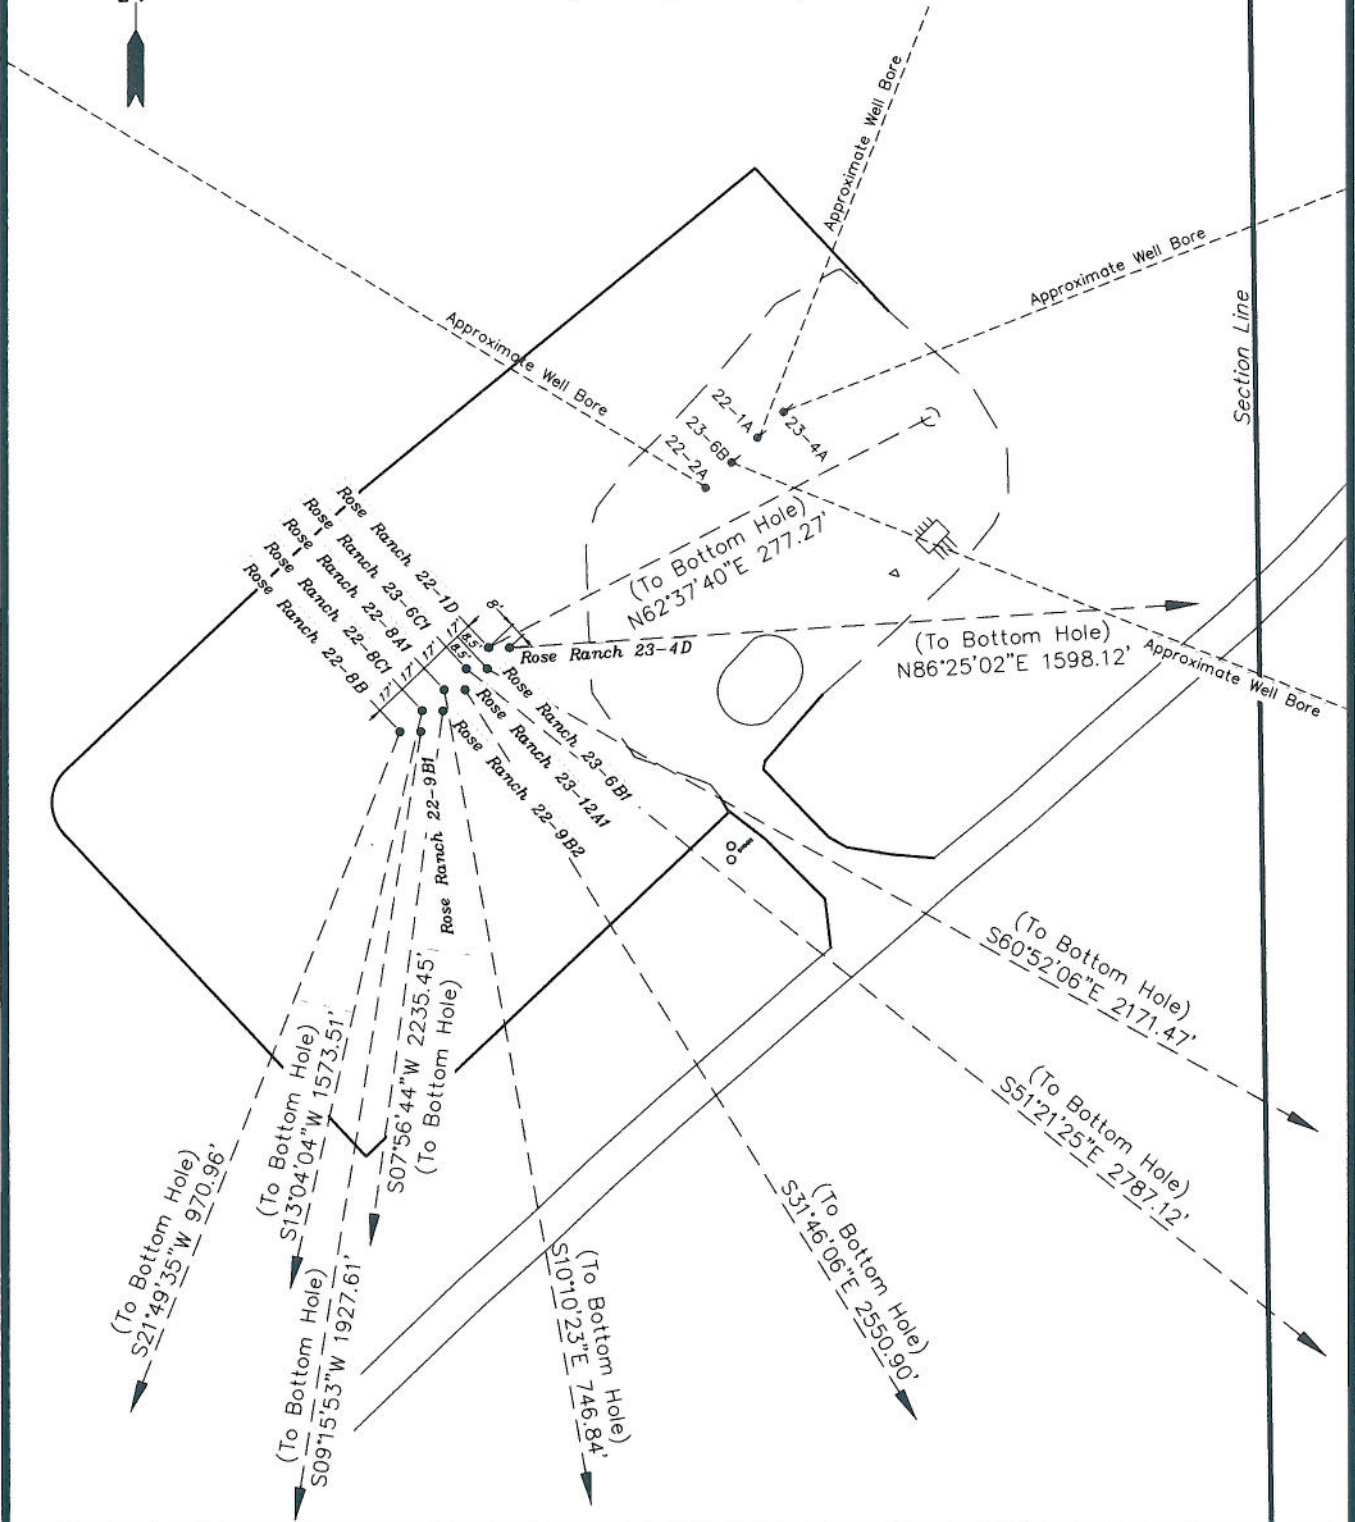 Approximate Well Bore
Approximate Well Bore
Section Line
Approximate Well Bore
22-1A
23-4A
23-6B
22-2A
Rose Ranch 22-1D
Rose Ranch 23-6C1
Rose Ranch 22-8A1
Rose Ranch 22-8C1
Rose Ranch 22-8B
8'
17'
8.5'
8.5'
17'
17'
17'
(To Bottom Hole)
N62°37'40"E 277.27'
Rose Ranch 23-4D
(To Bottom Hole)
N86°25'02"E 1598.12'
Approximate Well Bore
Rose Ranch 23-6B1
Rose Ranch 23-12A1
Rose Ranch 22-9B2
Rose Ranch 22-9B1
(To Bottom Hole)
S60°52'06"E 2171.47'
(To Bottom Hole)
S51°21'25"E 2787.12'
(To Bottom Hole)
S31°46'06"E 2550.90'
(To Bottom Hole)
S10°10'23"E 746.84'
S07°56'44"W 2235.45'
(To Bottom Hole)
(To Bottom Hole)
S13°04'04"W 1573.51'
(To Bottom Hole)
S09°15'53"W 1927.61'
(To Bottom Hole)
S21°49'35"W 970.96'